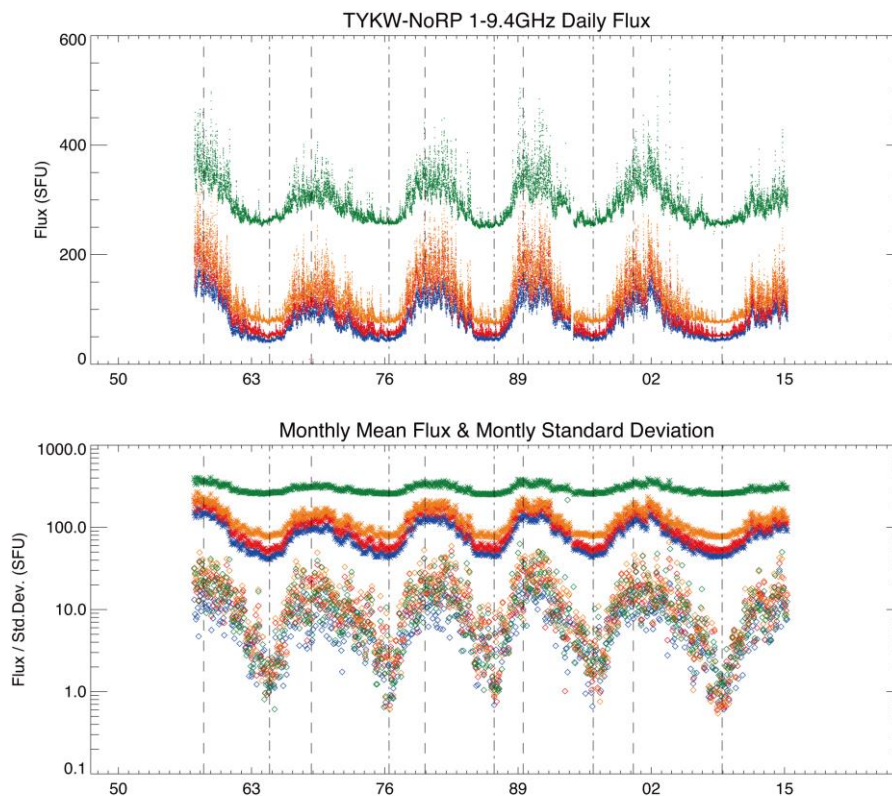 TYKW-NoRP 1-9.4GHz Daily Flux
600
400
200
0
Flux (SFU)
50 63 76 89 02 15
Monthly Mean Flux & Montly Standard Deviation
1000.0
100.0
10.0
1.0
0.1
Flux / Std.Dev. (SFU)
50 63 76 89 02 15